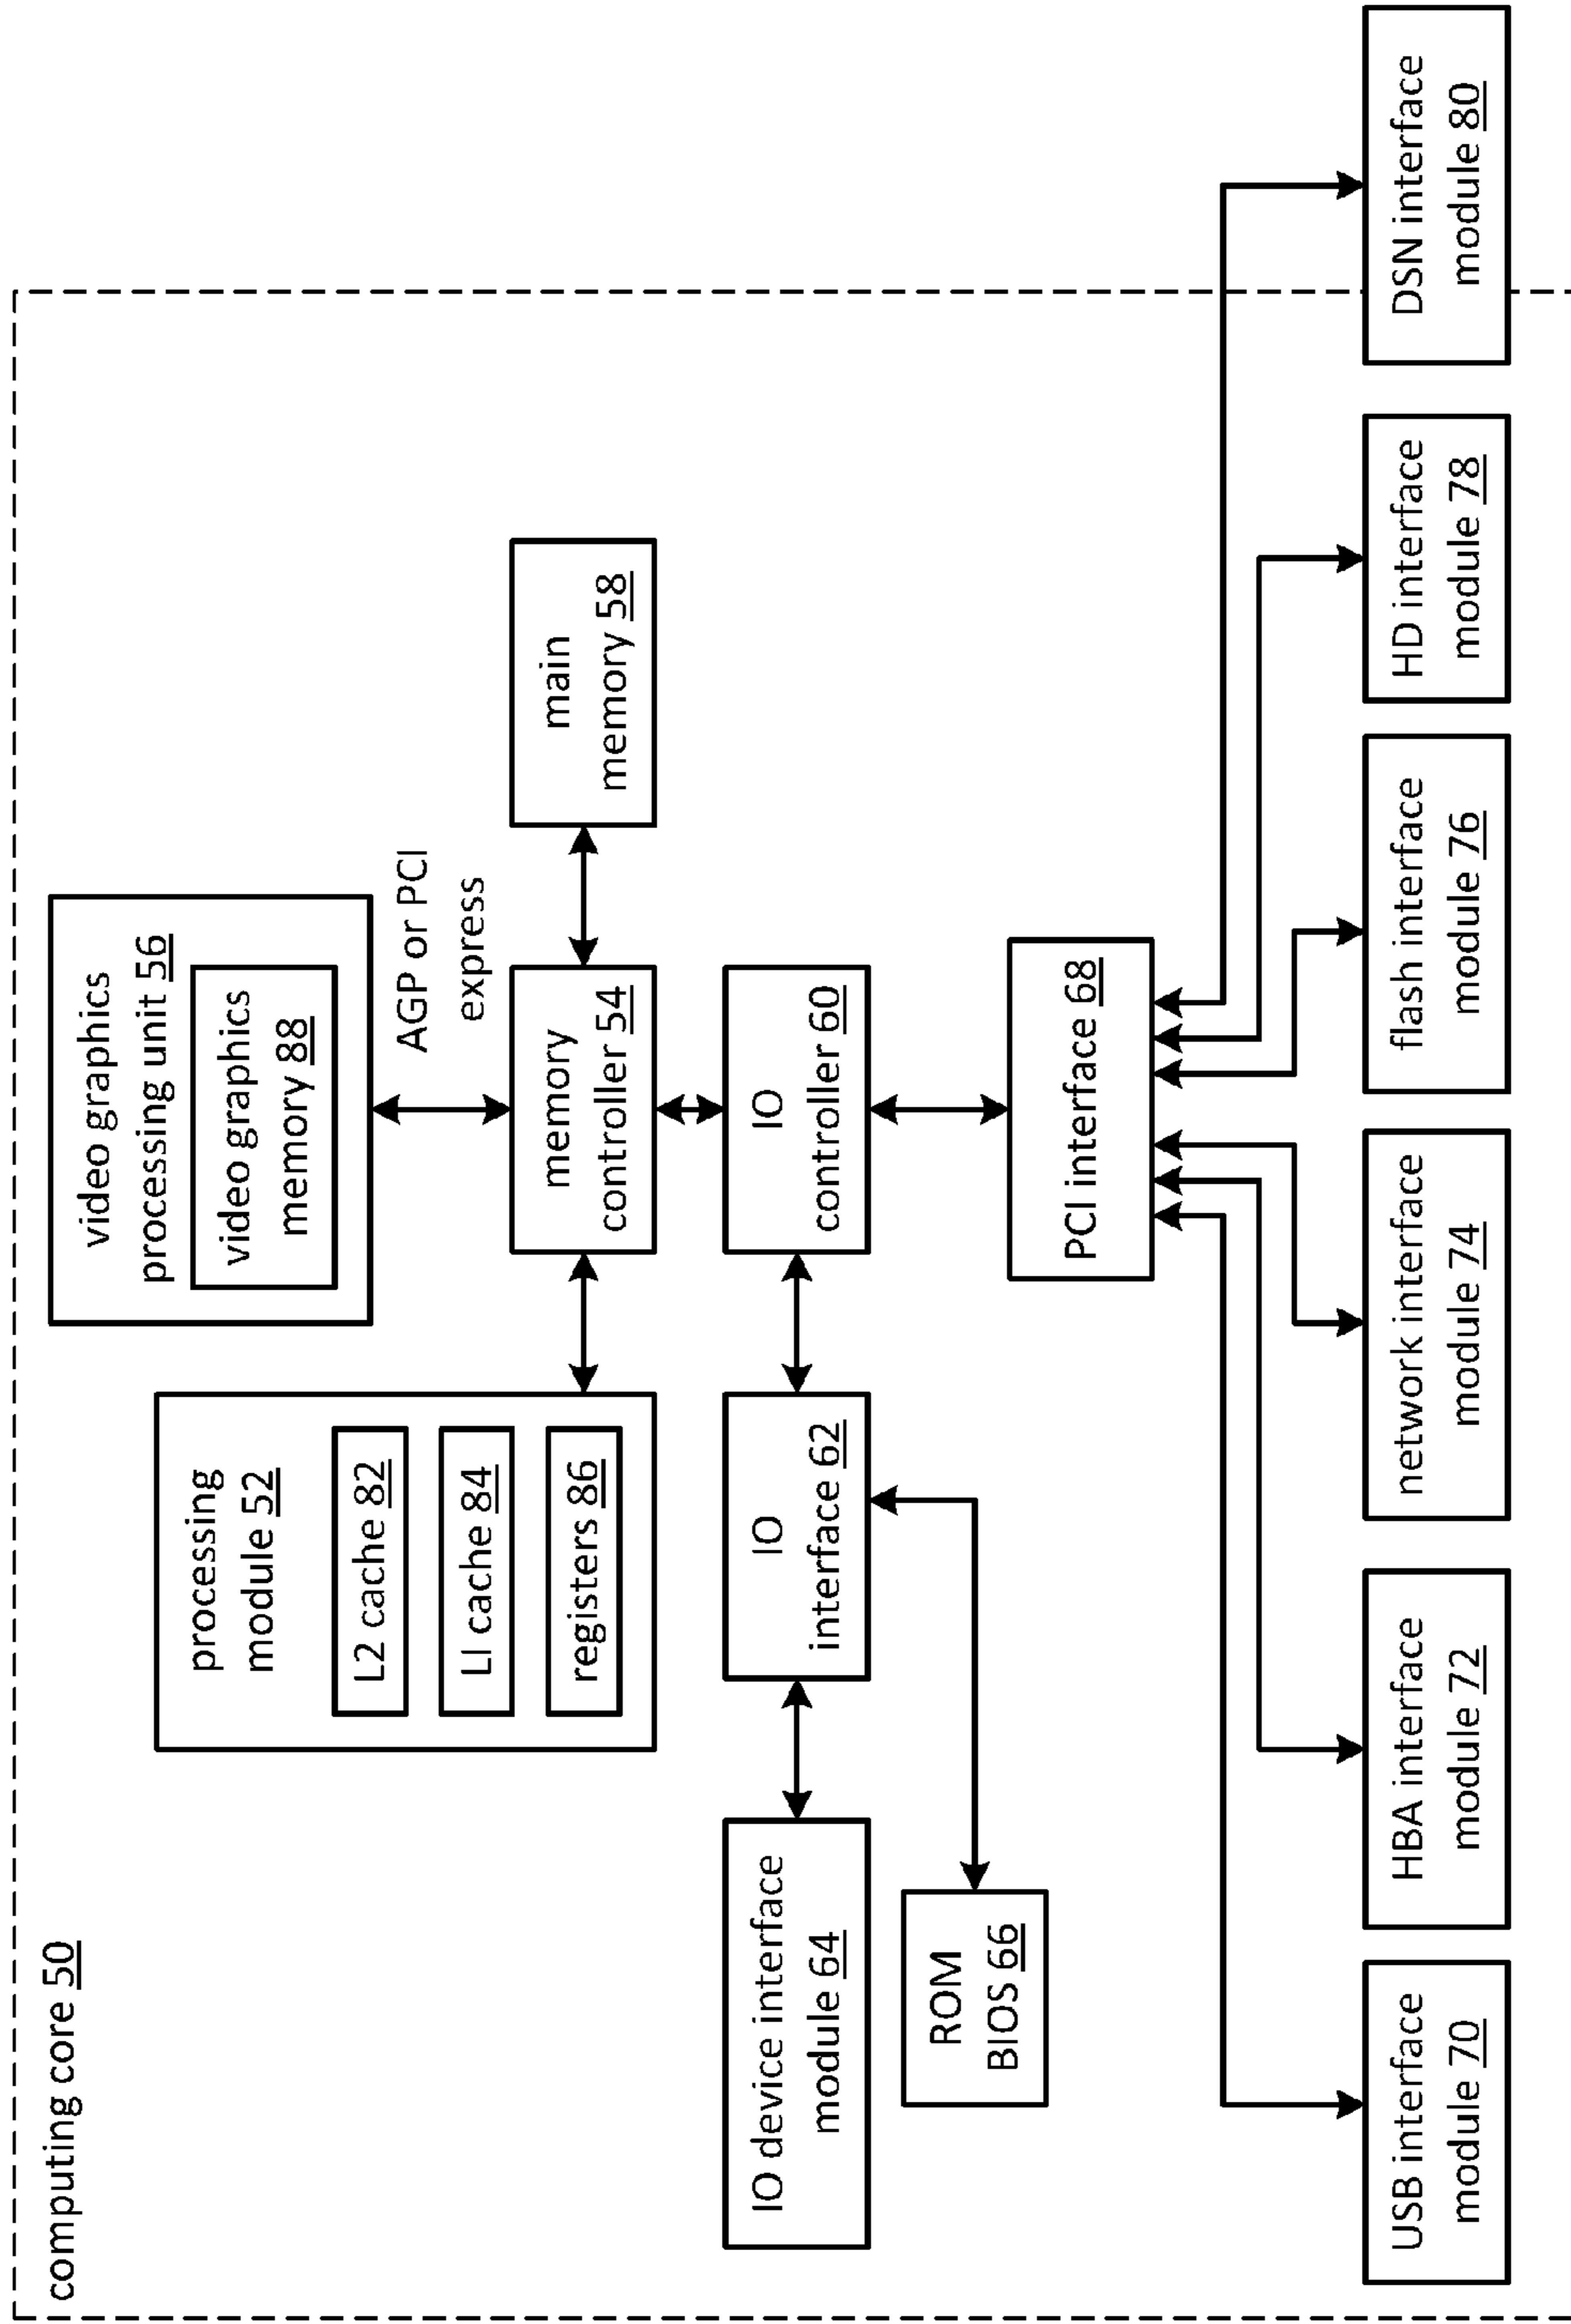 computing core 50
video graphics
processing unit 56
video graphics
memory 88
processing
module 52
L2 cache 82
LI cache 84
registers 86
AGP or PCI
express
memory
controller 54
main
memory 58
IO device interface
module 64
IO
interface 62
IO
controller 60
ROM
BIOS 66
PCI interface 68
USB interface
module 70
HBA interface
module 72
network interface
module 74
flash interface
module 76
HD interface
module 78
DSN interface
module 80